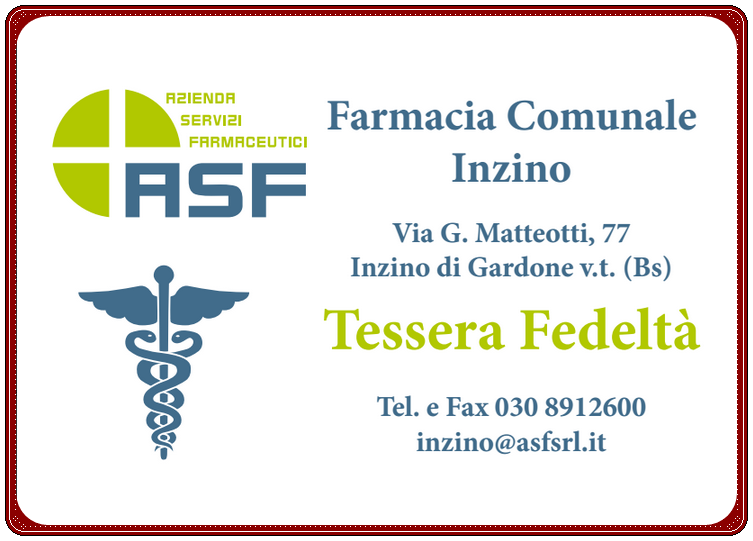 AZIENDA
SERVIZI
FARMACEUTICI
ASF
Farmacia Comunale
Inzino
Via G. Matteotti, 77
Inzino di Gardone v.t. (Bs)
Tessera Fedeltà
Tel. e Fax 030 8912600
inzino@asfsrl.it